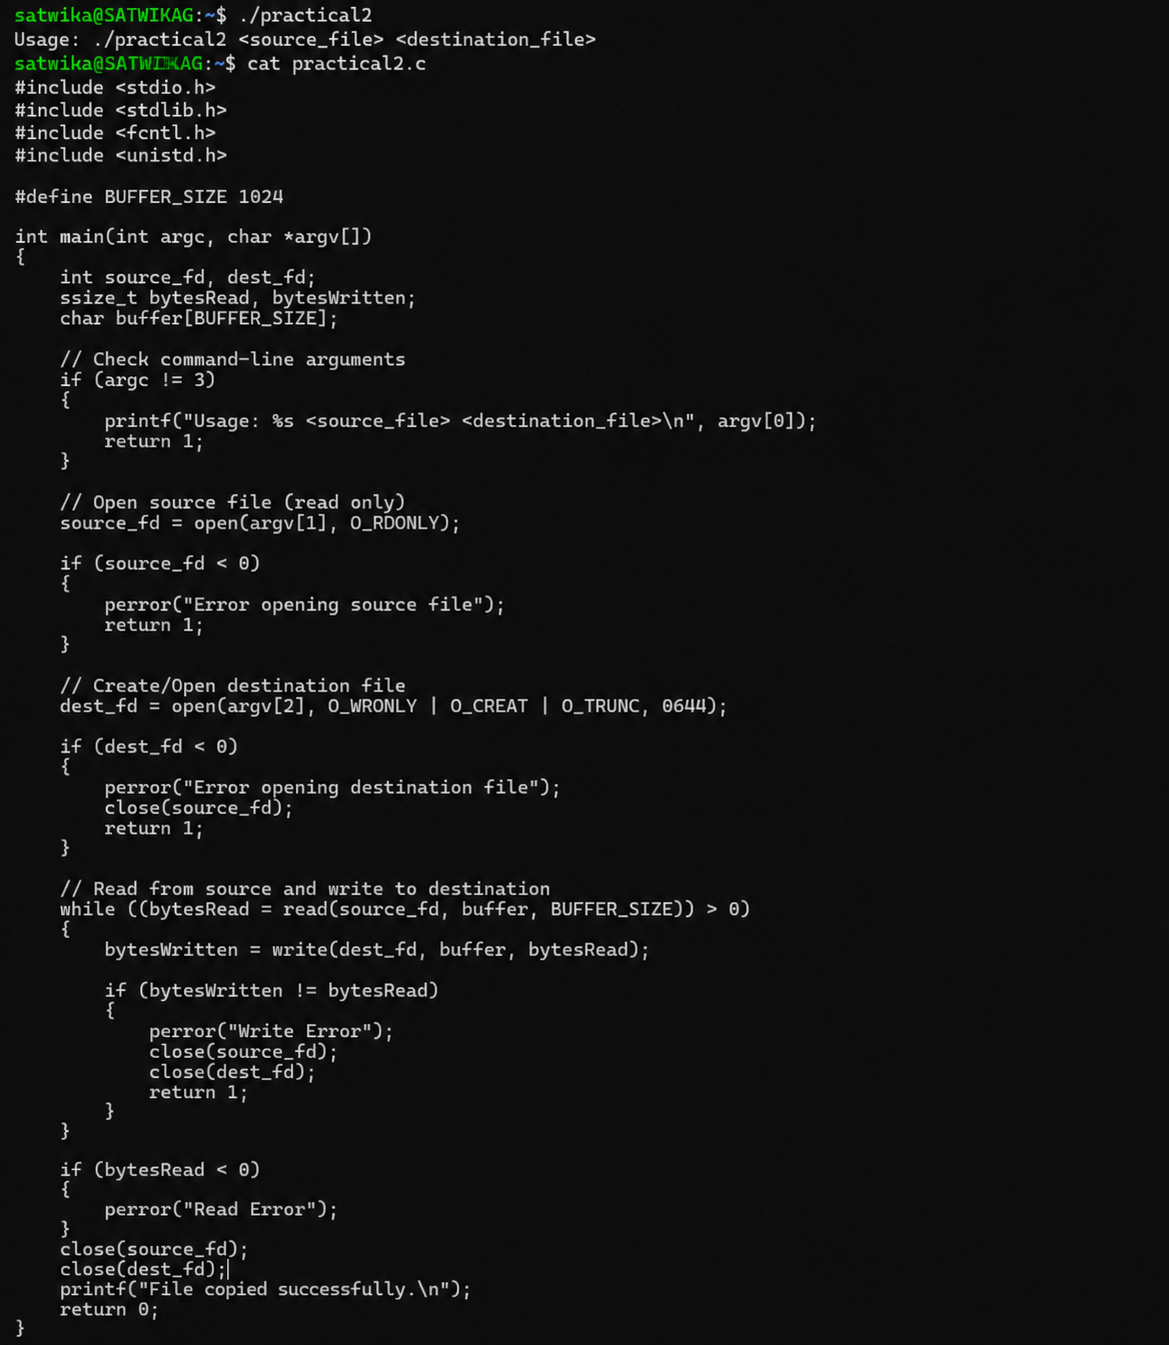 satwika@SATWIKAG:~$ ./practical2
Usage: ./practical2 <source_file> <destination_file>
satwika@SATWIKAG:~$ cat practical2.c
#include <stdio.h>
#include <stdlib.h>
#include <fcntl.h>
#include <unistd.h>

#define BUFFER_SIZE 1024

int main(int argc, char *argv[])
{
    int source_fd, dest_fd;
    ssize_t bytesRead, bytesWritten;
    char buffer[BUFFER_SIZE];

    // Check command-line arguments
    if (argc != 3)
    {
        printf("Usage: %s <source_file> <destination_file>\n", argv[0]);
        return 1;
    }

    // Open source file (read only)
    source_fd = open(argv[1], O_RDONLY);

    if (source_fd < 0)
    {
        perror("Error opening source file");
        return 1;
    }

    // Create/Open destination file
    dest_fd = open(argv[2], O_WRONLY | O_CREAT | O_TRUNC, 0644);

    if (dest_fd < 0)
    {
        perror("Error opening destination file");
        close(source_fd);
        return 1;
    }

    // Read from source and write to destination
    while ((bytesRead = read(source_fd, buffer, BUFFER_SIZE)) > 0)
    {
        bytesWritten = write(dest_fd, buffer, bytesRead);

        if (bytesWritten != bytesRead)
        {
            perror("Write Error");
            close(source_fd);
            close(dest_fd);
            return 1;
        }
    }

    if (bytesRead < 0)
    {
        perror("Read Error");
    }
    close(source_fd);
    close(dest_fd);
    printf("File copied successfully.\n");
    return 0;
}